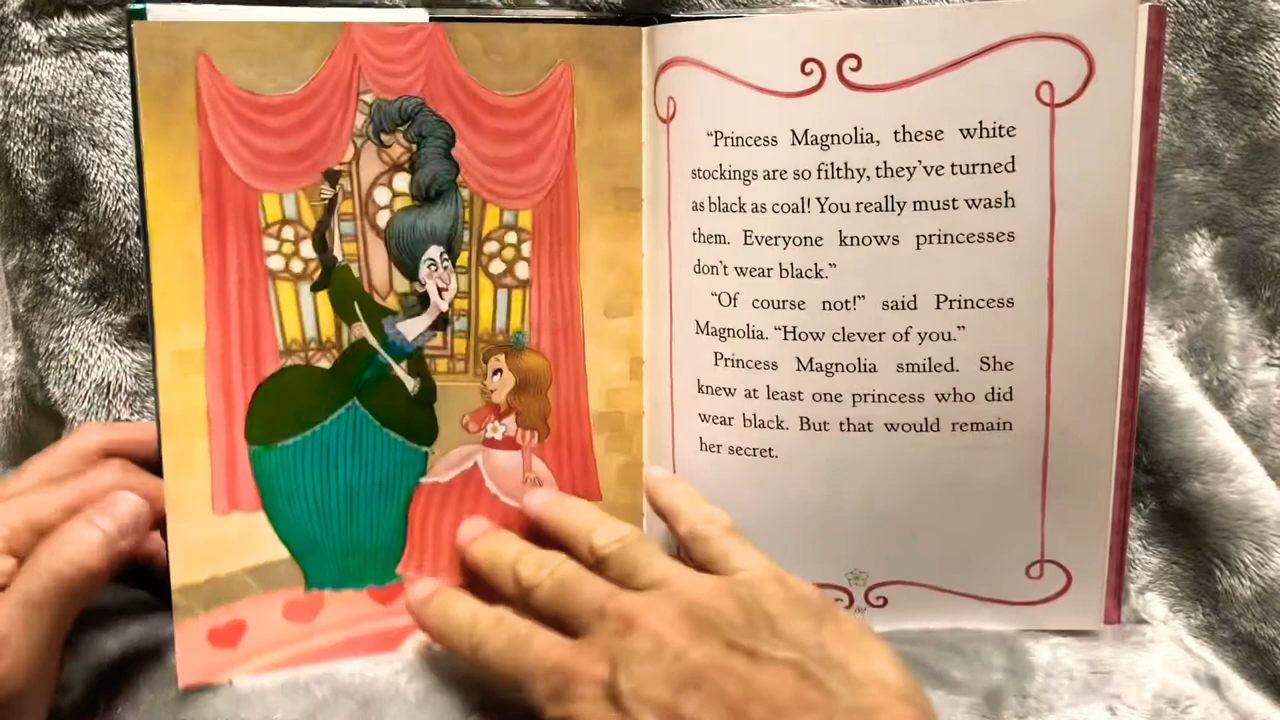 “Princess Magnolia, these white
stockings are so filthy, they’ve turned
as black as coal! You really must wash
them. Everyone knows princesses
don’t wear black.”
“Of course not!” said Princess
Magnolia. “How clever of you.”
Princess Magnolia smiled. She
knew at least one princess who did
wear black. But that would remain
her secret.